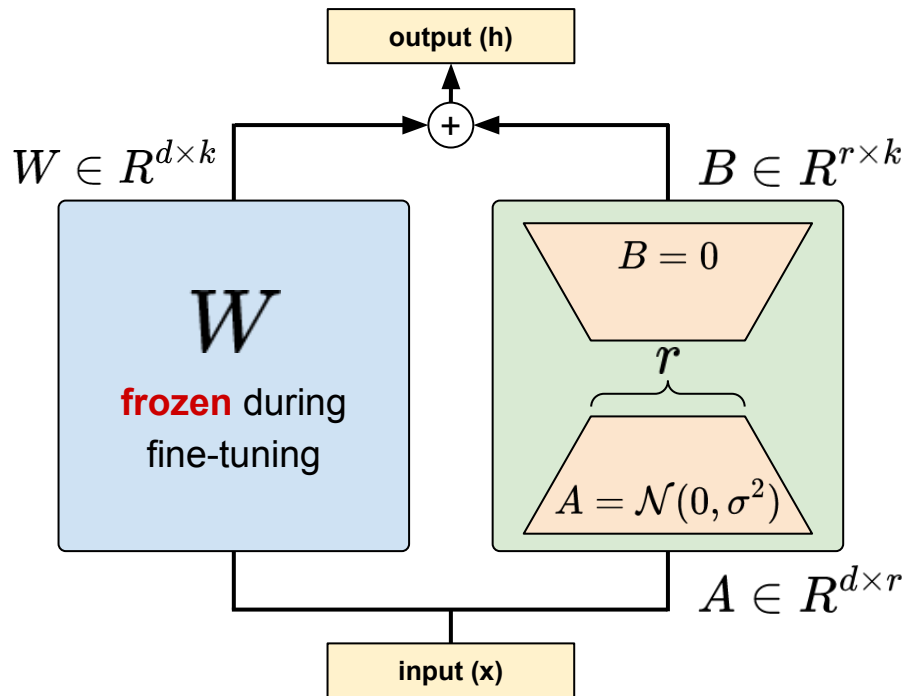 output (h)
+
W ∈ R^{d×k}
B ∈ R^{r×k}
B = 0
W
frozen during
fine-tuning
r
A = 𝒩(0, σ²)
A ∈ R^{d×r}
input (x)